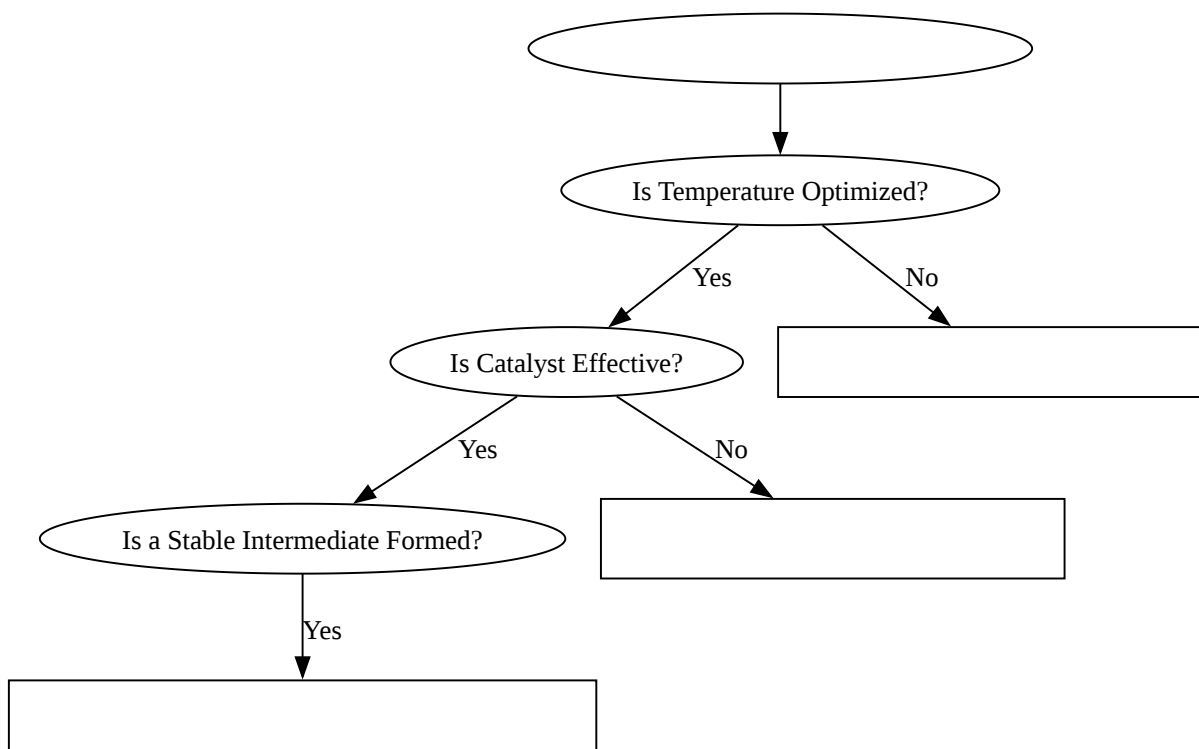 Is Temperature Optimized?
Yes
No
Is Catalyst Effective?
Yes
No
Is a Stable Intermediate Formed?
Yes